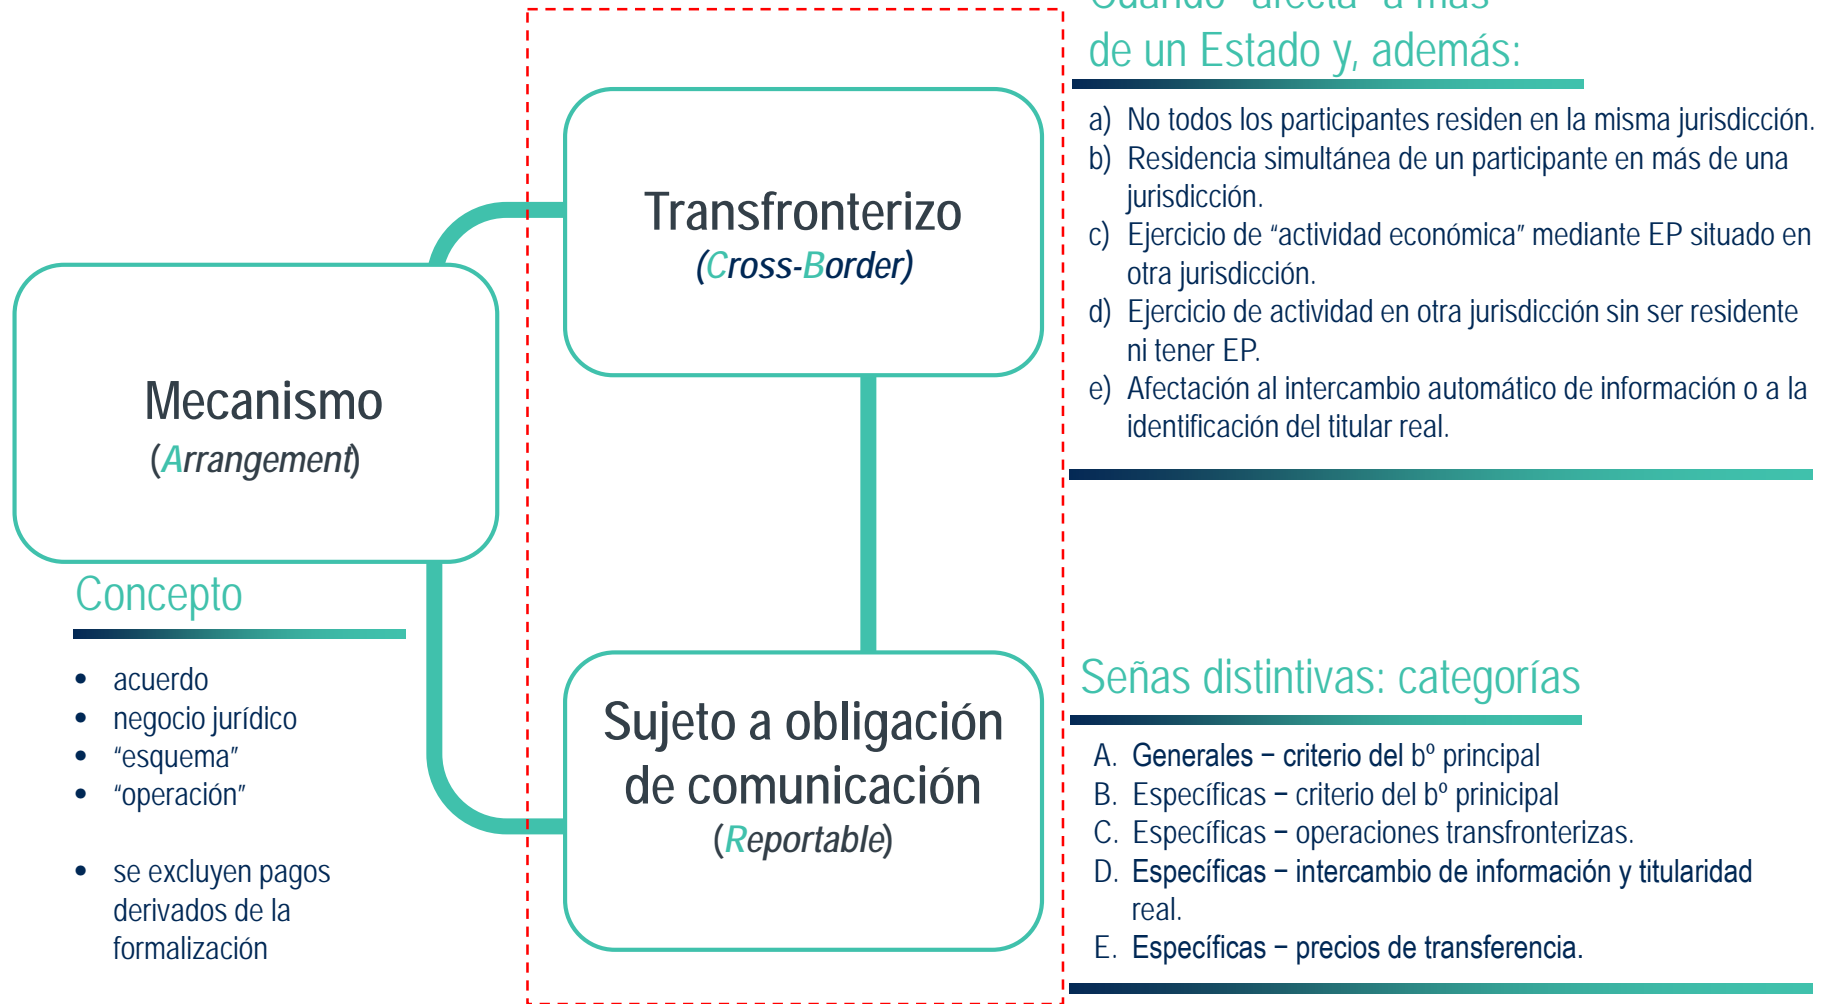 Mecanismo
(Arrangement)
Concepto
• acuerdo
• negocio jurídico
• “esquema”
• “operación”
• se excluyen pagos
derivados de la
formalización
Transfronterizo
(Cross-Border)
Sujeto a obligación
de comunicación
(Reportable)
Cuando “afecta” a más
de un Estado y, además:
a) No todos los participantes residen en la misma jurisdicción.
b) Residencia simultánea de un participante en más de una
jurisdicción.
c) Ejercicio de “actividad económica” mediante EP situado en
otra jurisdicción.
d) Ejercicio de actividad en otra jurisdicción sin ser residente
ni tener EP.
e) Afectación al intercambio automático de información o a la
identificación del titular real.
Señas distintivas: categorías
A. Generales – criterio del bº principal
B. Específicas – criterio del bº prinicipal
C. Específicas – operaciones transfronterizas.
D. Específicas – intercambio de información y titularidad
real.
E. Específicas – precios de transferencia.